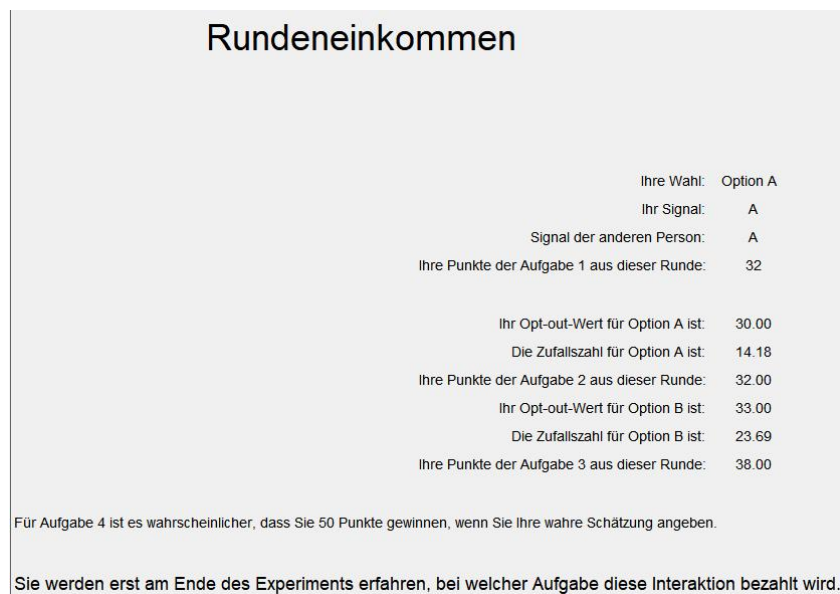 Rundeneinkommen
Ihre Wahl: Option A
Ihr Signal: A
Signal der anderen Person: A
Ihre Punkte der Aufgabe 1 aus dieser Runde: 32
Ihr Opt-out-Wert für Option A ist: 30.00
Die Zufallszahl für Option A ist: 14.18
Ihre Punkte der Aufgabe 2 aus dieser Runde: 32.00
Ihr Opt-out-Wert für Option B ist: 33.00
Die Zufallszahl für Option B ist: 23.69
Ihre Punkte der Aufgabe 3 aus dieser Runde: 38.00
Für Aufgabe 4 ist es wahrscheinlicher, dass Sie 50 Punkte gewinnen, wenn Sie Ihre wahre Schätzung angeben.
Sie werden erst am Ende des Experiments erfahren, bei welcher Aufgabe diese Interaktion bezahlt wird.